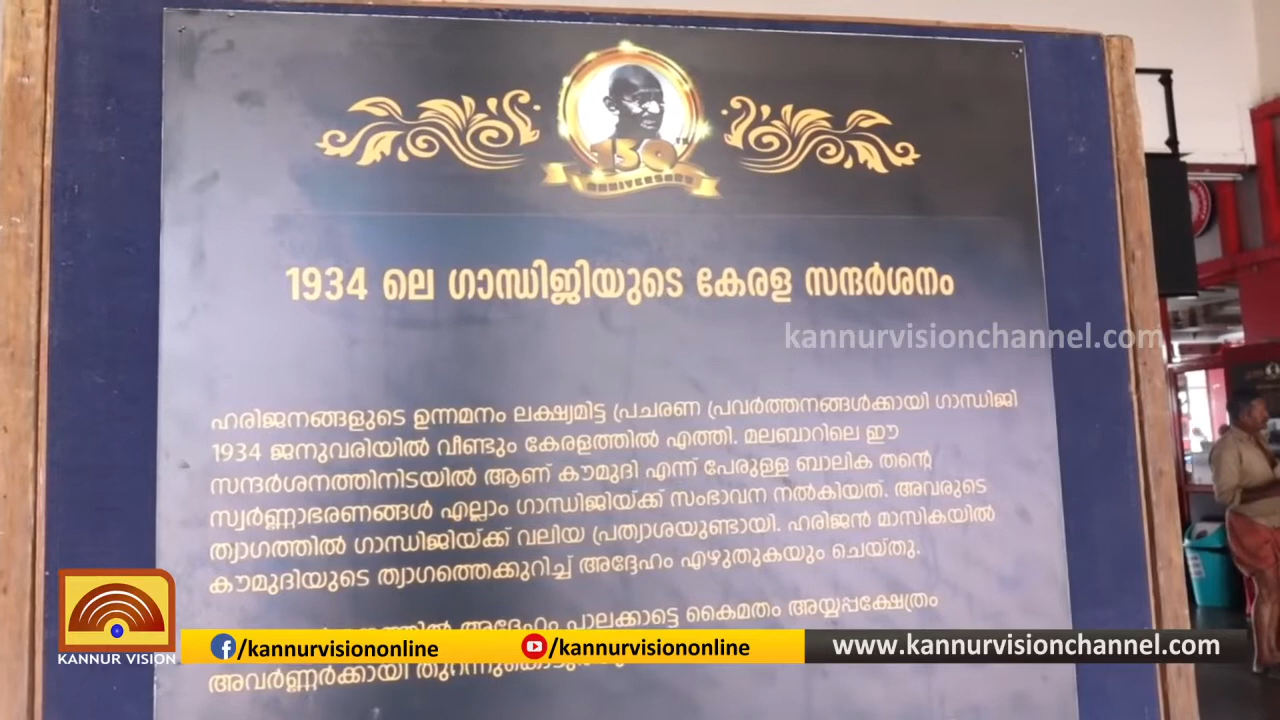 150TH
ANNIVERSARY
1934 ലെ ഗാന്ധിജിയുടെ കേരള സന്ദർശനം
kannurvisionchannel.com
ഹരിജനങ്ങളുടെ ഉന്നമനം ലക്ഷ്യമിട്ട പ്രചരണ പ്രവർത്തനങ്ങൾക്കായി ഗാന്ധിജി
1934 ജനുവരിയിൽ വീണ്ടും കേരളത്തിൽ എത്തി. മലബാറിലെ ഈ
സന്ദർശനത്തിനിടയിൽ ആണ് കൗമുദി എന്ന് പേരുള്ള ബാലിക തന്റെ
സ്വർണ്ണാഭരണങ്ങൾ എല്ലാം ഗാന്ധിജിയ്ക്ക് സംഭാവന നൽകിയത്. അവരുടെ
ത്യാഗത്തിൽ ഗാന്ധിജിയ്ക്ക് വലിയ പ്രത്യാശയുണ്ടായി. ഹരിജൻ മാസികയിൽ
കൗമുദിയുടെ ത്യാഗത്തെക്കുറിച്ച് അദ്ദേഹം എഴുതുകയും ചെയ്തു.
അദ്ദേഹം പാലക്കാട്ടെ കൈമതം അയ്യപ്പക്ഷേത്രം
അവർണ്ണർക്കായി
KANNUR VISION
/kannurvisiononline
/kannurvisiononline
www.kannurvisionchannel.com